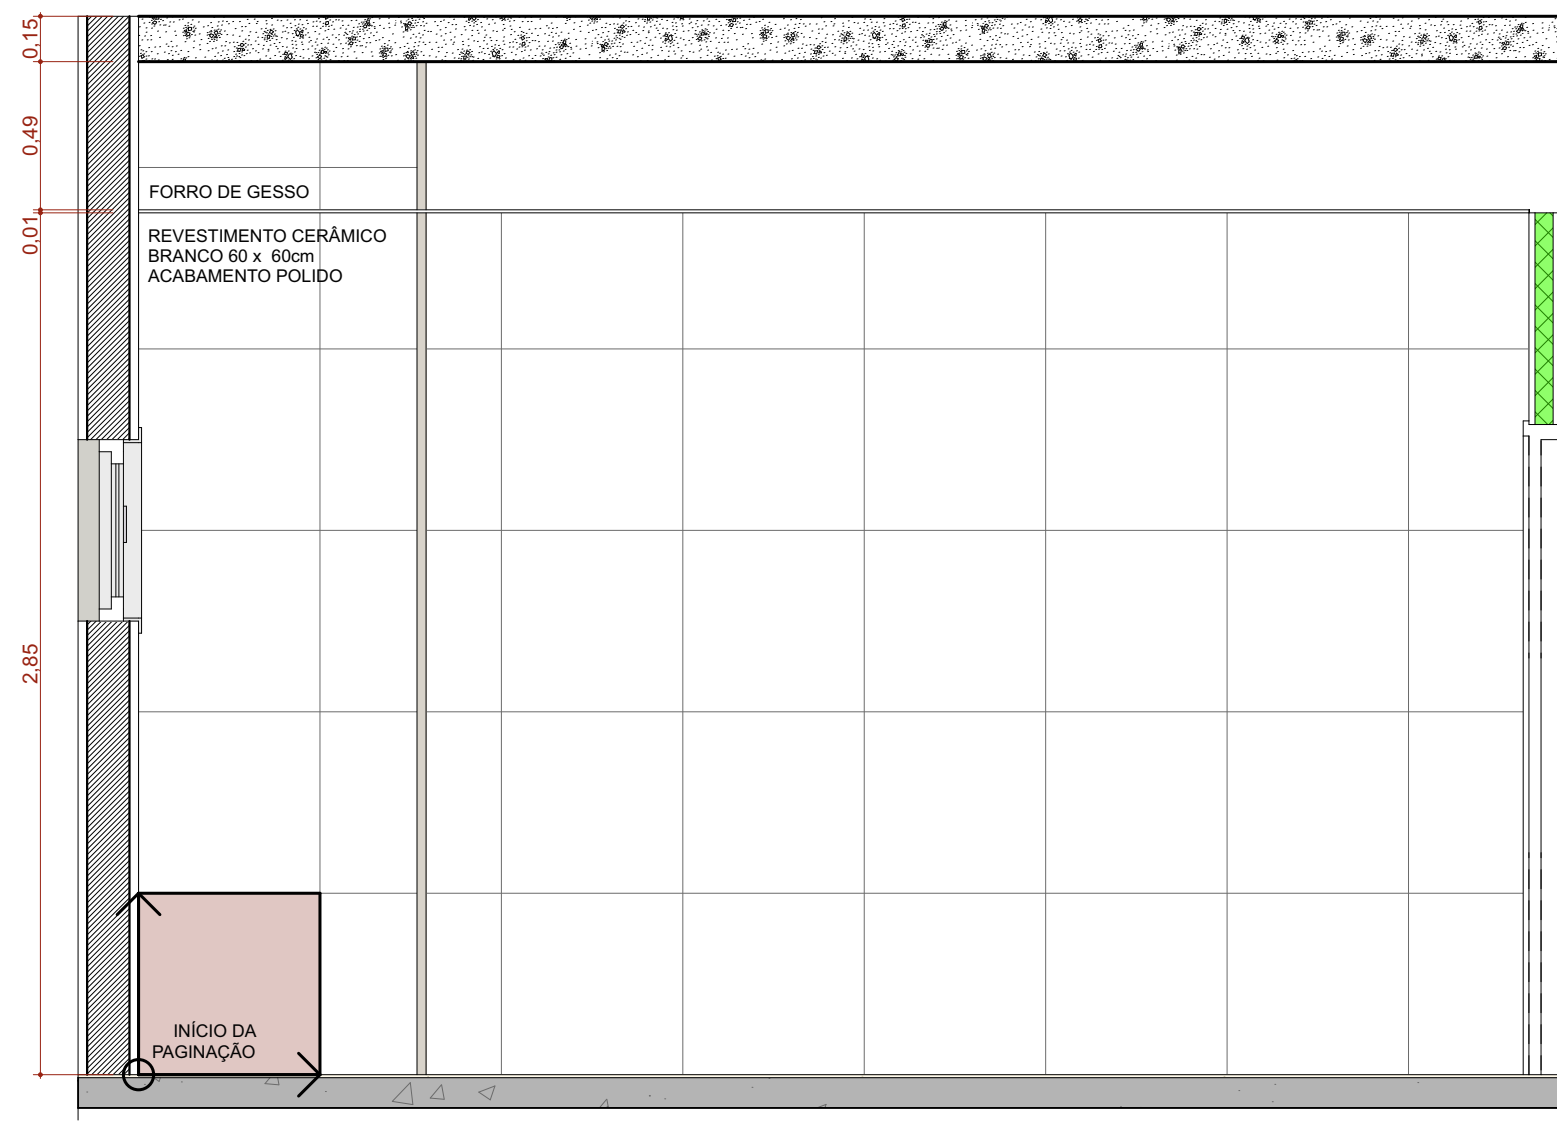 0,15
0,49
FORRO DE GESSO
0,01
REVESTIMENTO CERÂMICO
BRANCO 60 x  60cm
ACABAMENTO POLIDO
2,85
INÍCIO DA
PAGINAÇÃO